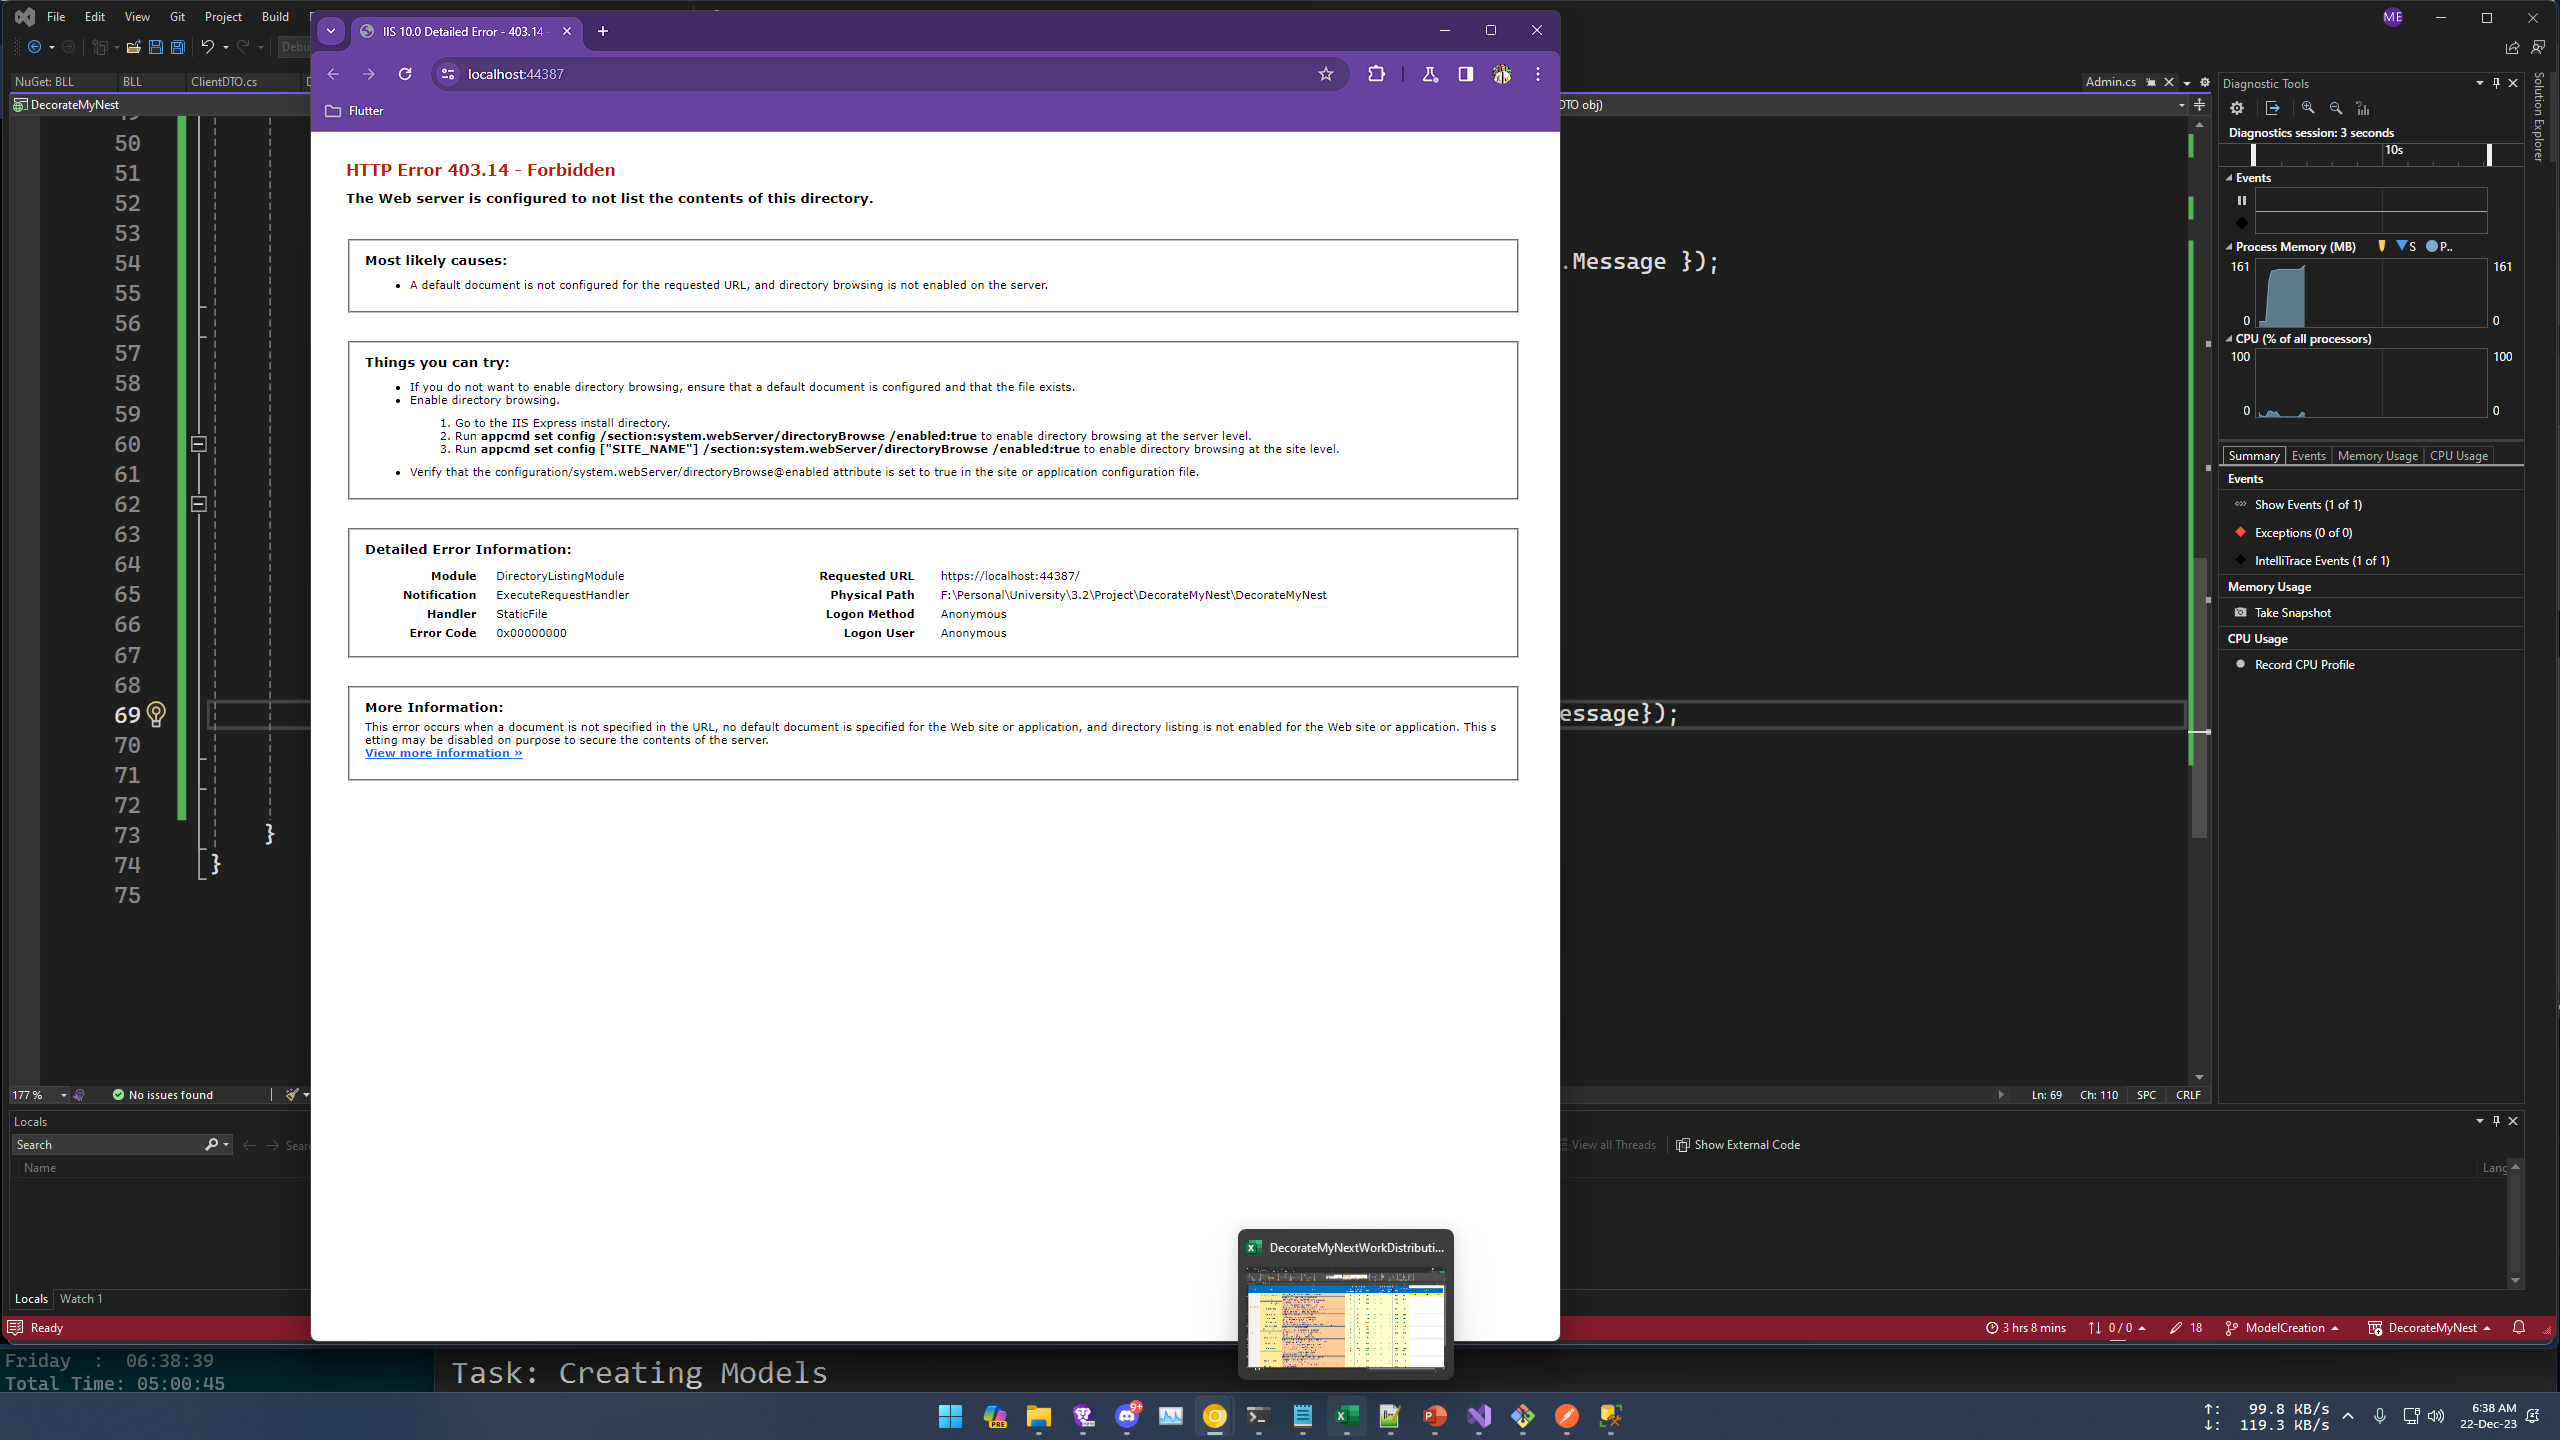 File Edit View Git Project Build
ME
IIS 10.0 Detailed Error - 403.14 -
localhost:44387
Flutter
NuGet: BLL BLL ClientDTO.cs
Admin.cs
DecorateMyNest
DTO obj)
50
51
52
53
54
55
56
57
58
59
60
61
62
63
64
65
66
67
68
69
70
71
72
73 }
74 }
75
.Message });
essage});
HTTP Error 403.14 - Forbidden
The Web server is configured to not list the contents of this directory.
Most likely causes:
• A default document is not configured for the requested URL, and directory browsing is not enabled on the server.
Things you can try:
• If you do not want to enable directory browsing, ensure that a default document is configured and that the file exists.
• Enable directory browsing.
1. Go to the IIS Express install directory.
2. Run appcmd set config /section:system.webServer/directoryBrowse /enabled:true to enable directory browsing at the server level.
3. Run appcmd set config ["SITE_NAME"] /section:system.webServer/directoryBrowse /enabled:true to enable directory browsing at the site level.
• Verify that the configuration/system.webServer/directoryBrowse@enabled attribute is set to true in the site or application configuration file.
Detailed Error Information:
Module DirectoryListingModule
Notification ExecuteRequestHandler
Handler StaticFile
Error Code 0x00000000
Requested URL https://localhost:44387/
Physical Path F:\Personal\University\3.2\Project\DecorateMyNest\DecorateMyNest
Logon Method Anonymous
Logon User Anonymous
More Information:
This error occurs when a document is not specified in the URL, no default document is specified for the Web site or application, and directory listing is not enabled for the Web site or application. This s
etting may be disabled on purpose to secure the contents of the server.
View more information »
Diagnostic Tools
Diagnostics session: 3 seconds
10s
Events
Process Memory (MB) S P..
161 161
0 0
CPU (% of all processors)
100 100
0 0
Summary Events Memory Usage CPU Usage
Events
Show Events (1 of 1)
Exceptions (0 of 0)
IntelliTrace Events (1 of 1)
Memory Usage
Take Snapshot
CPU Usage
Record CPU Profile
Solution Explorer
177 % No issues found
Ln: 69 Ch: 110 SPC CRLF
Locals
Search
Name
View all Threads Show External Code
Lang
Locals Watch 1
Ready
3 hrs 8 mins 0 / 0 18 ModelCreation DecorateMyNest
DecorateMyNextWorkDistributi...
Friday : 06:38:39
Total Time: 05:00:45
Task: Creating Models
PRE
9+
↑: 99.8 KB/s
↓: 119.3 KB/s
6:38 AM
22-Dec-23